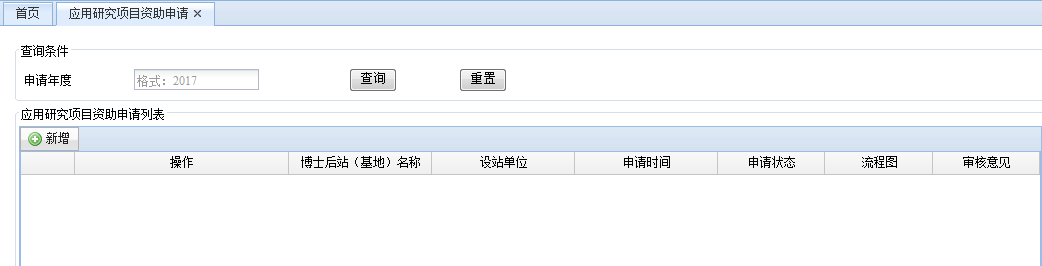 首页 应用研究项目资助申请 ×
查询条件
申请年度 格式：2017 查询 重置
应用研究项目资助申请列表
新增
操作 博士后站（基地）名称 设站单位 申请时间 申请状态 流程图 审核意见